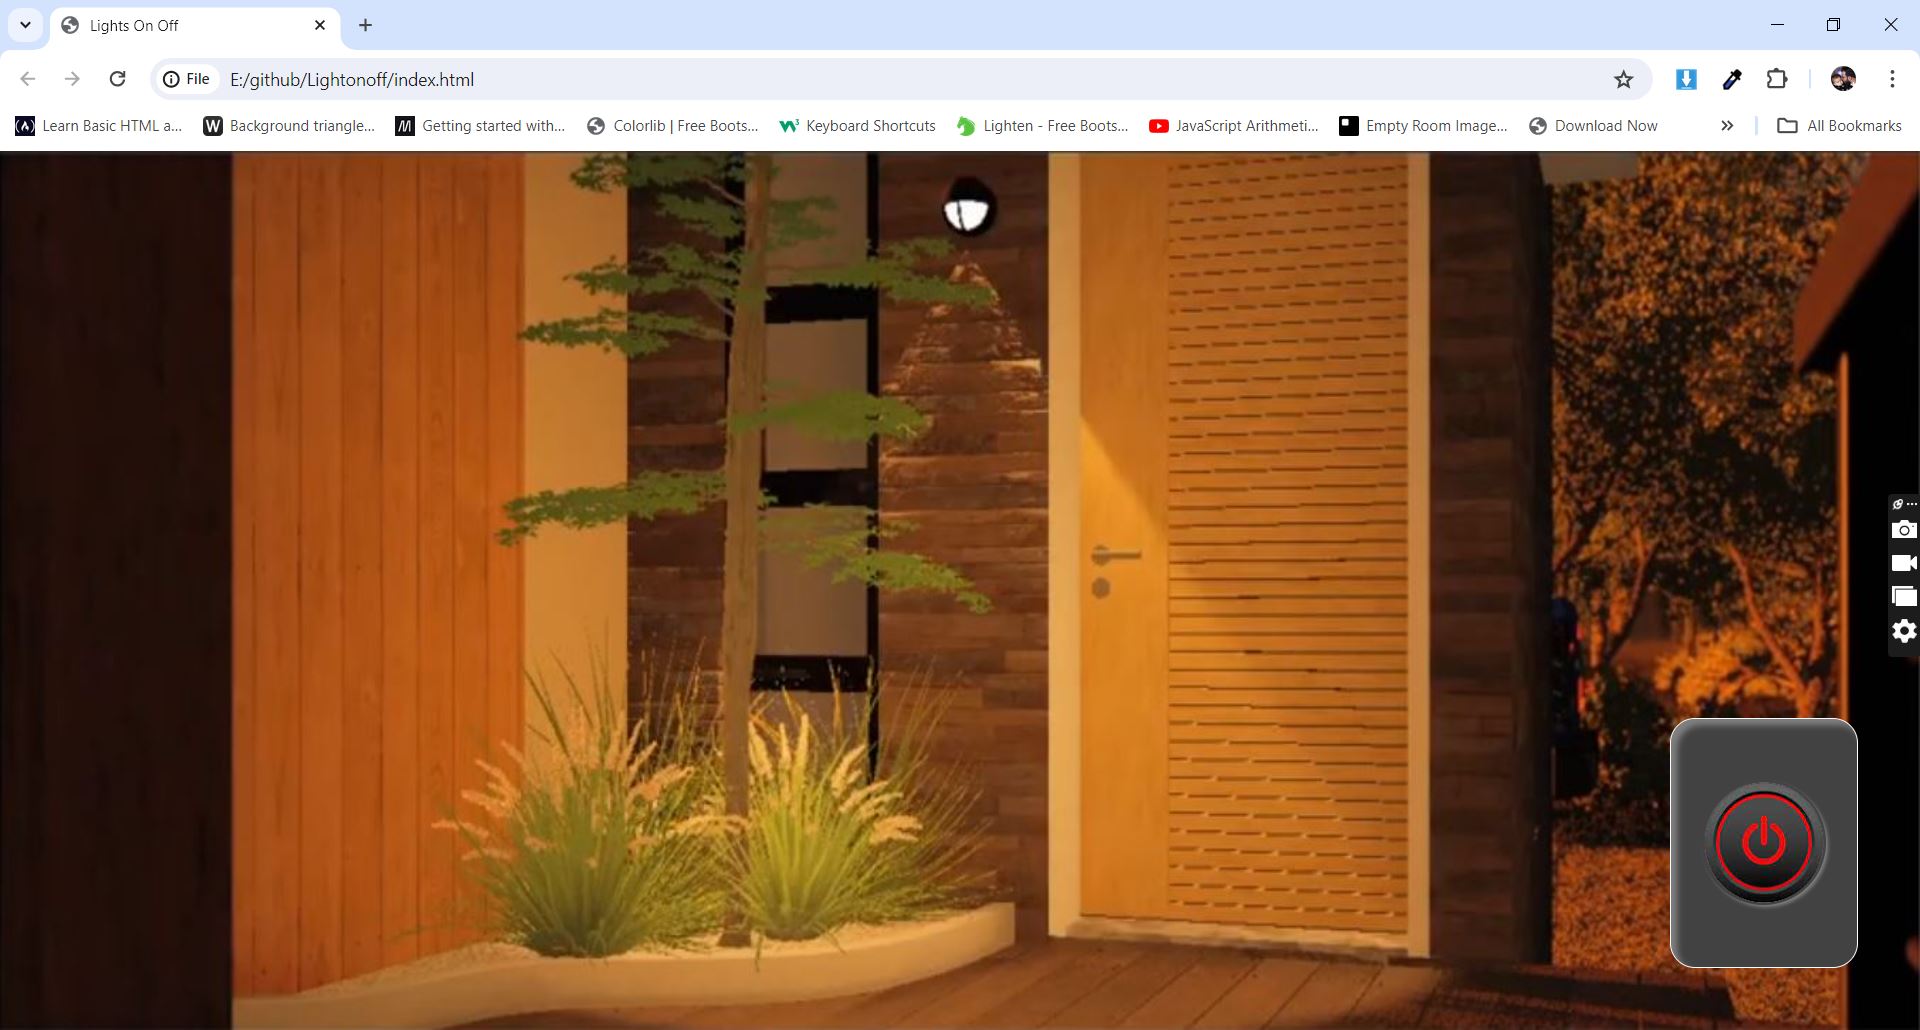 Lights On Off
File
E:/github/Lightonoff/index.html
Learn Basic HTML a...
Background triangle...
Getting started with...
Colorlib | Free Boots...
Keyboard Shortcuts
Lighten - Free Boots...
JavaScript Arithmeti...
Empty Room Image...
Download Now
All Bookmarks